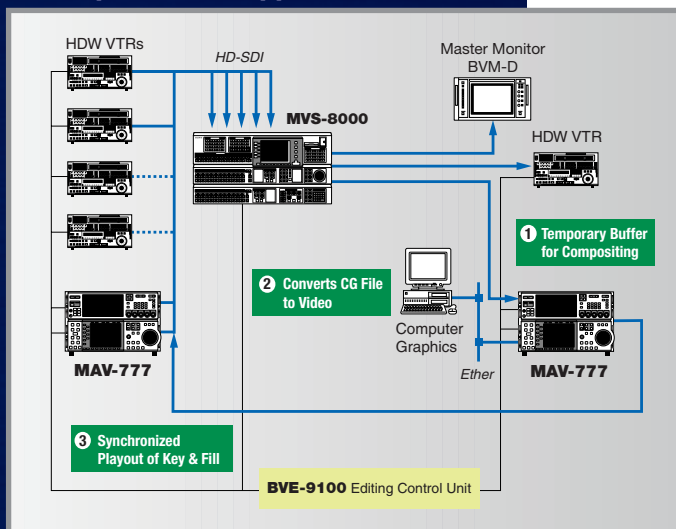 HDW VTRs
HD-SDI
MVS-8000
Master Monitor
BVM-D
HDW VTR
1 Temporary Buffer
for Compositing
2 Converts CG File
to Video
Computer
Graphics
Ether
MAV-777
MAV-777
3 Synchronized
Playout of Key & Fill
BVE-9100 Editing Control Unit